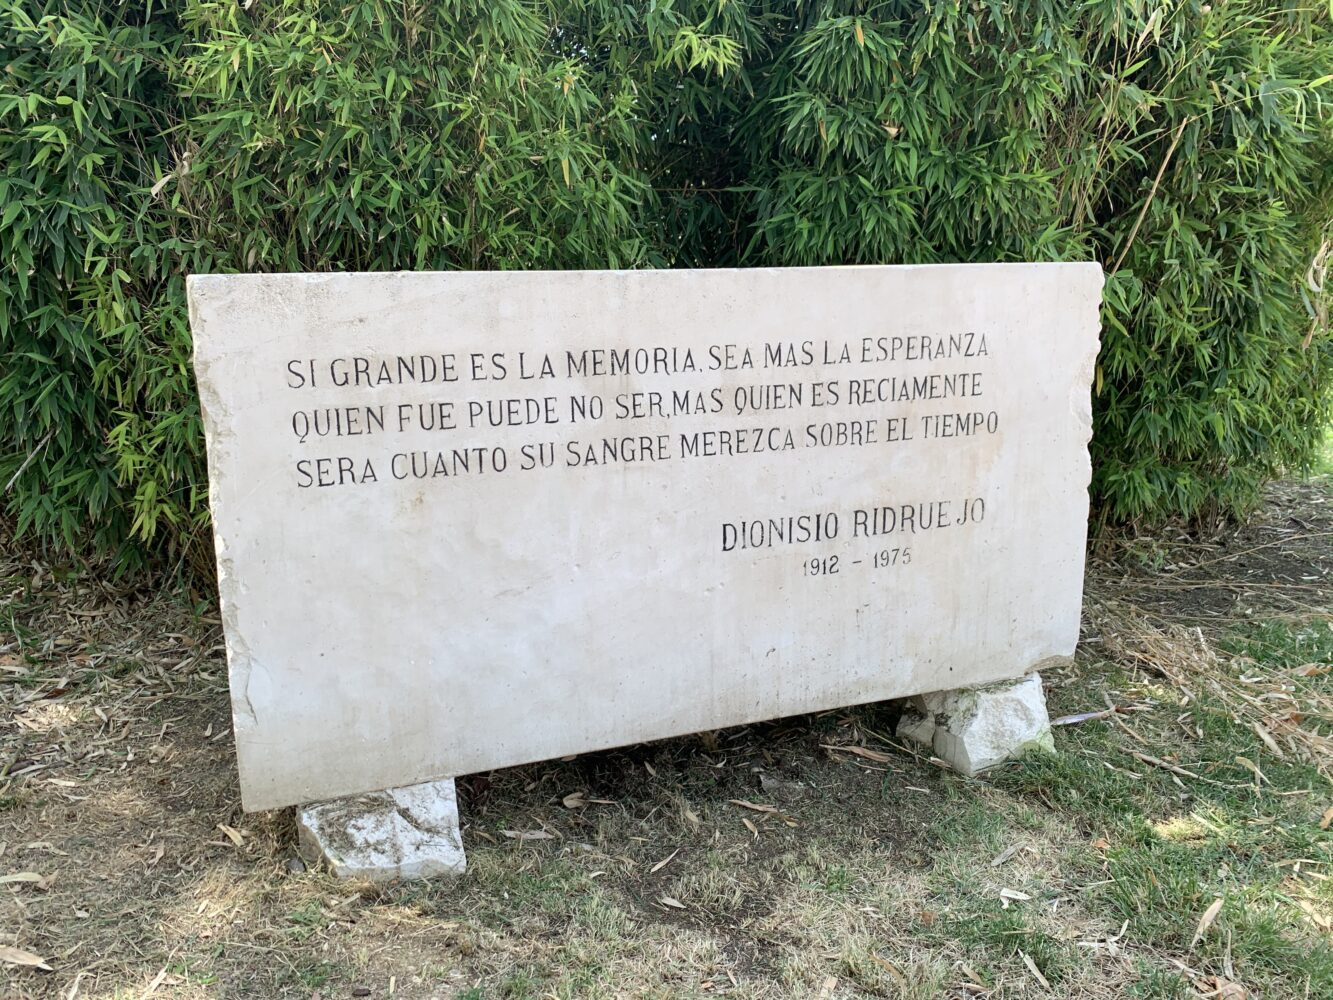 SI GRANDE ES LA MEMORIA, SEA MAS LA ESPERANZA
QUIEN FUE PUEDE NO SER, MAS QUIEN ES RECIAMENTE
SERA CUANTO SU SANGRE MEREZCA SOBRE EL TIEMPO
DIONISIO RIDRUEJO
1912 - 1975